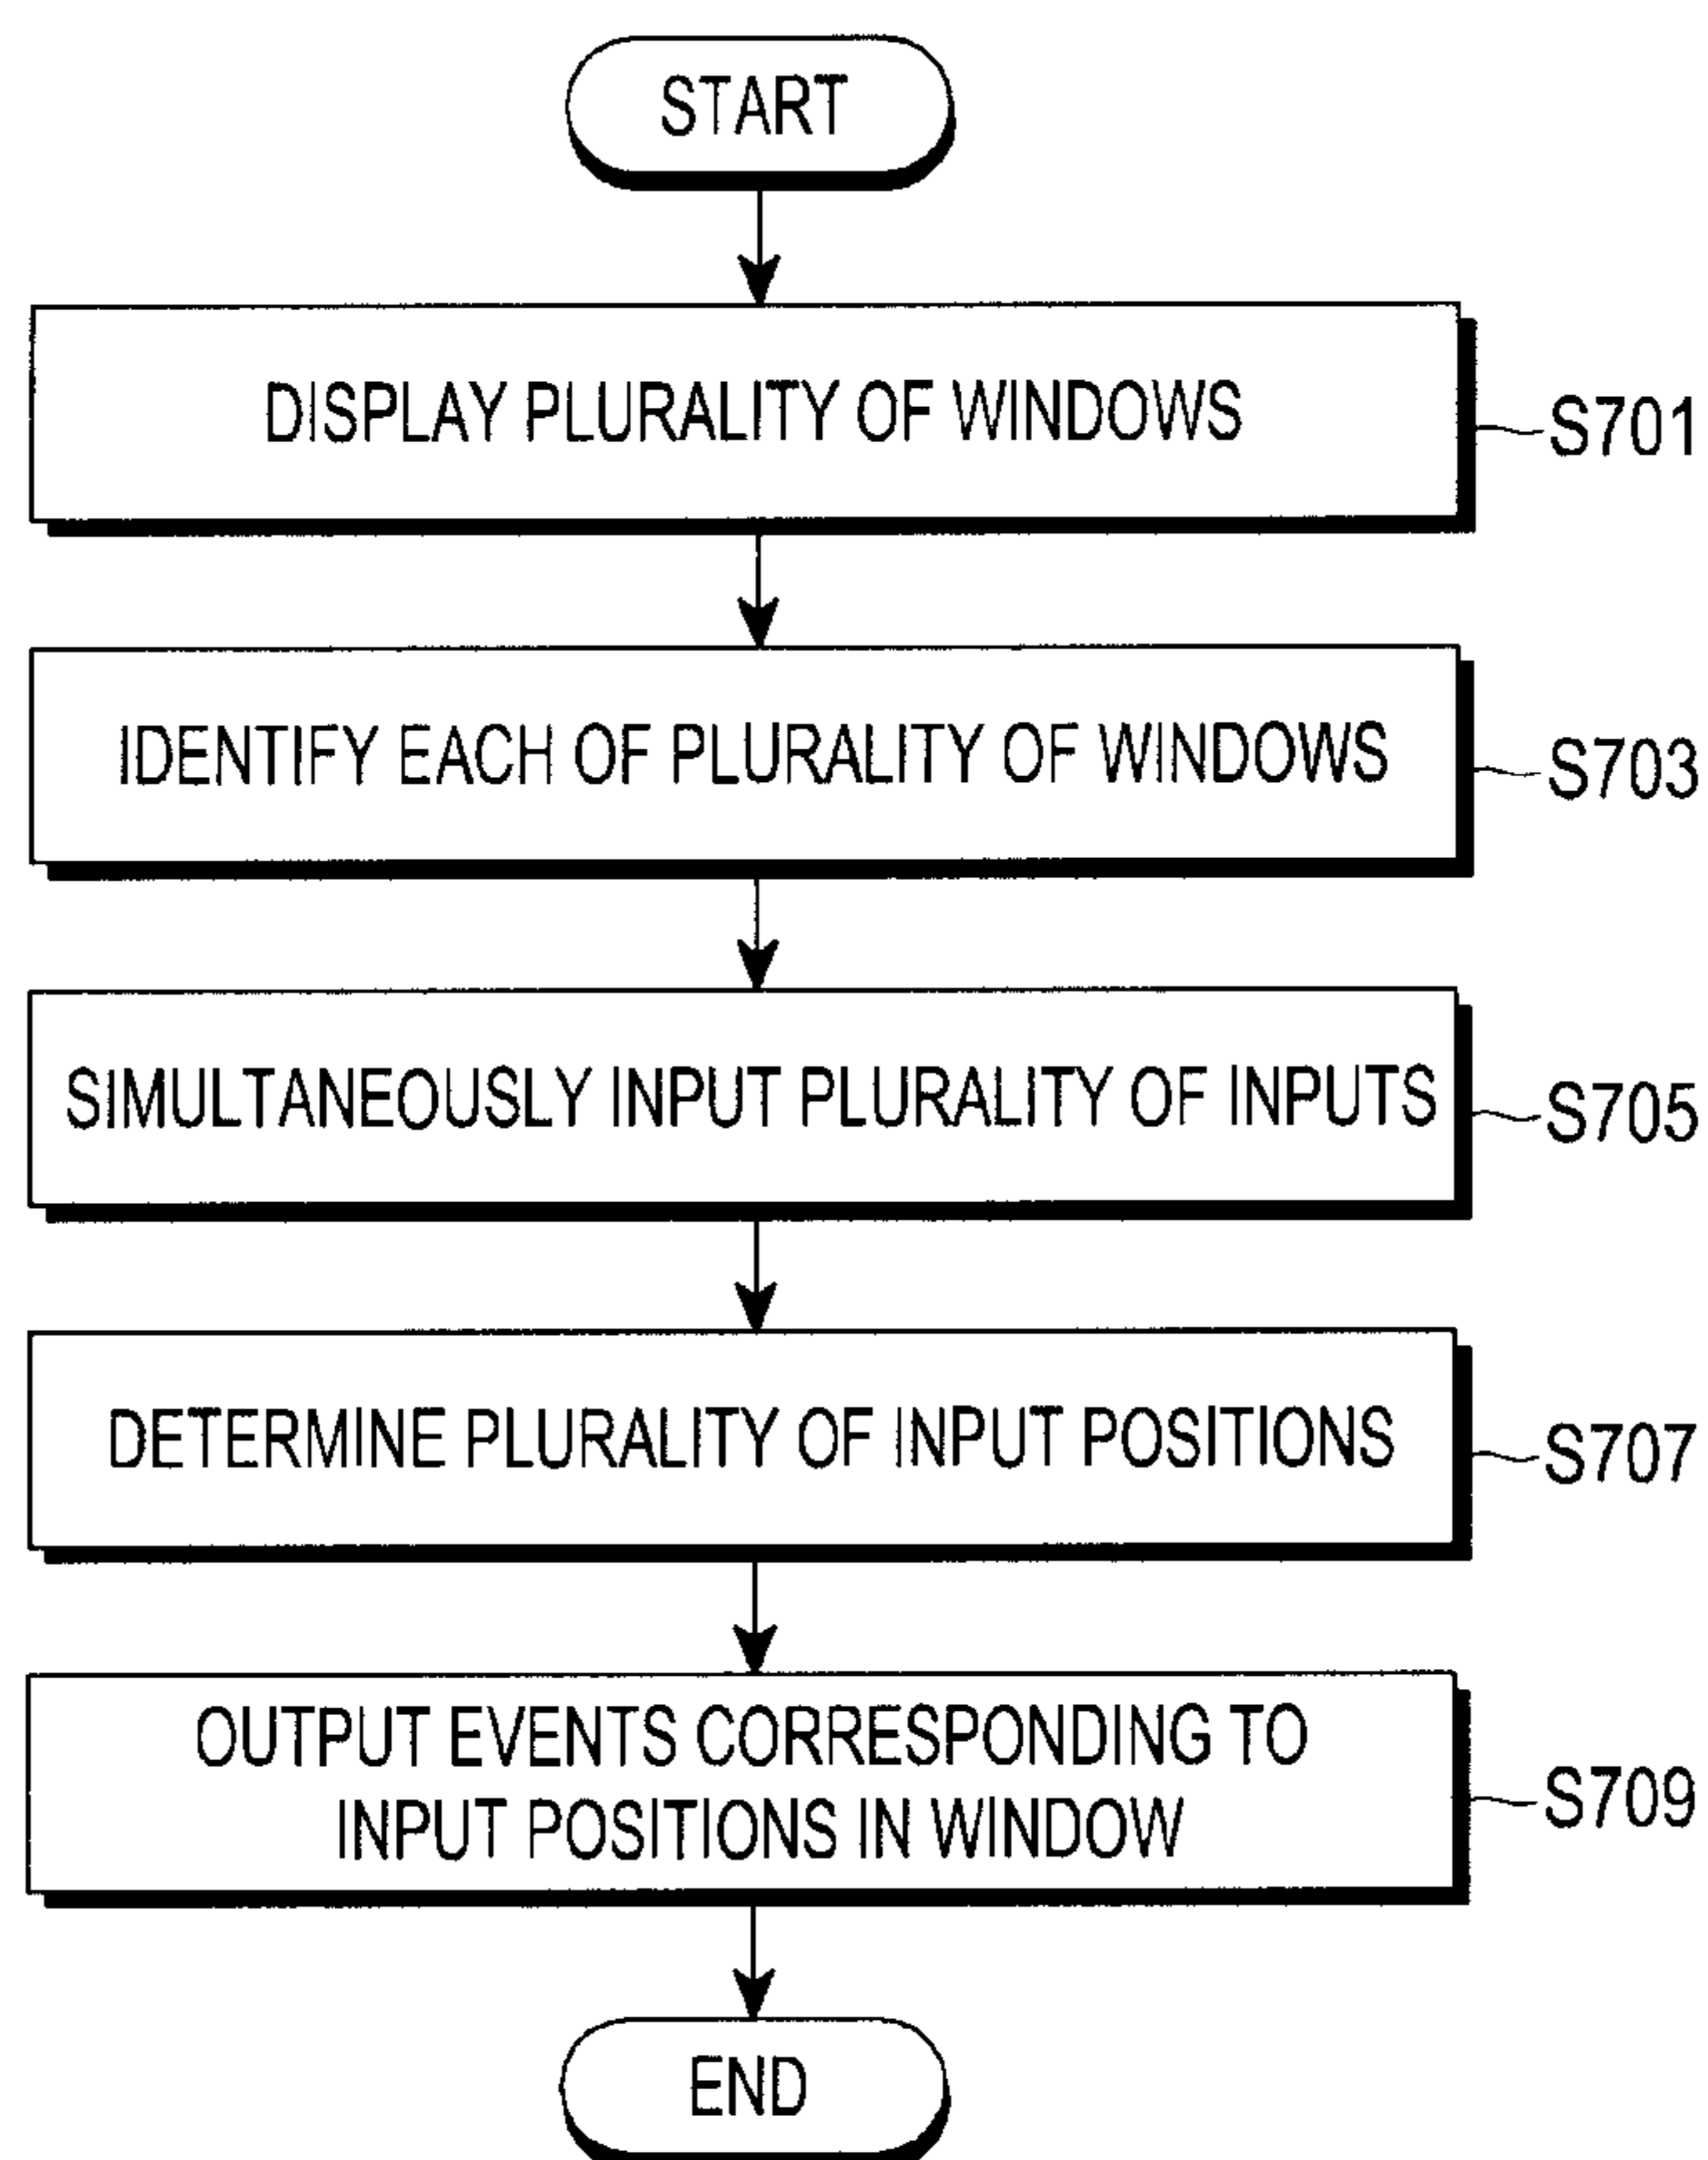 START
DISPLAY PLURALITY OF WINDOWS
S701
IDENTIFY EACH OF PLURALITY OF WINDOWS
S703
SIMULTANEOUSLY INPUT PLURALITY OF INPUTS
S705
DETERMINE PLURALITY OF INPUT POSITIONS
S707
OUTPUT EVENTS CORRESPONDING TO
INPUT POSITIONS IN WINDOW
S709
END